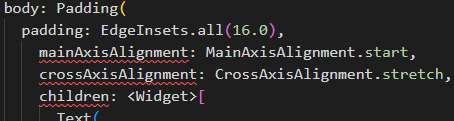 body: Padding(
padding: EdgeInsets.all(16.0),
mainAxisAlignment: MainAxisAlignment.start,
crossAxisAlignment: CrossAxisAlignment.stretch,
children: <Widget>[
Text(